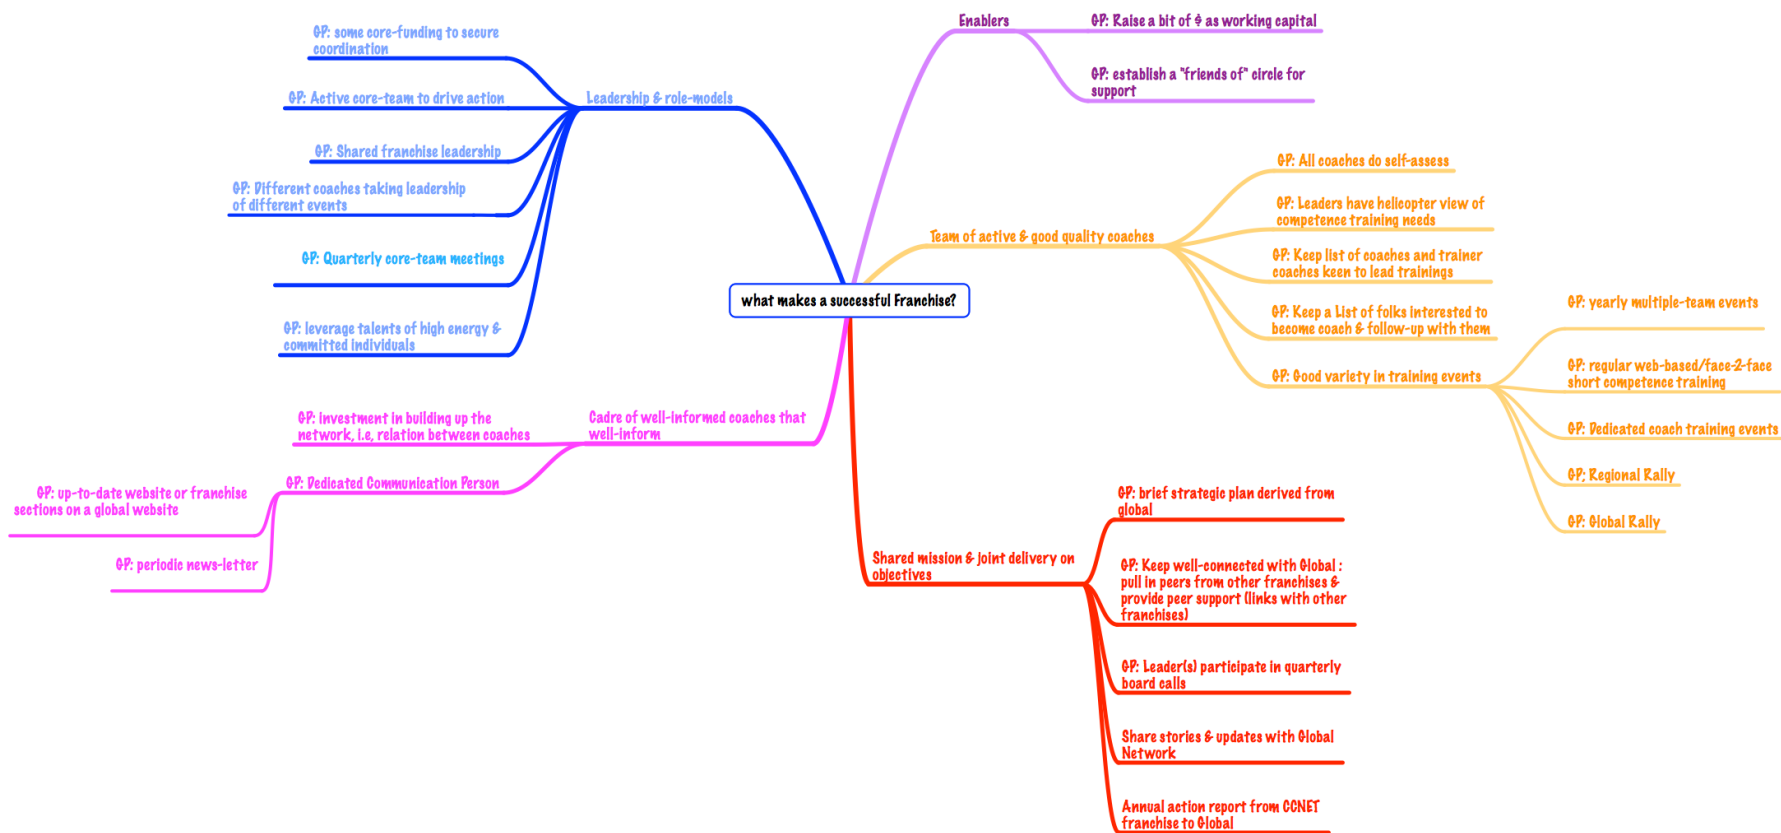 what makes a successful Franchise?
Leadership & role-models
GP: some core-funding to secure
coordination
GP: Active core-team to drive action
GP: Shared franchise leadership
GP: Different coaches taking leadership
of different events
GP: Quarterly core-team meetings
GP: leverage talents of high energy &
committed individuals
Cadre of well-informed coaches that
well-inform
GP: investment in building up the
network, i.e, relation between coaches
GP: Dedicated Communication Person
GP: up-to-date website or franchise
sections on a global website
GP: periodic news-letter
Enablers
GP: Raise a bit of $ as working capital
GP: establish a "friends of" circle for
support
Team of active & good quality coaches
GP: All coaches do self-assess
GP: Leaders have helicopter view of
competence training needs
GP: Keep list of coaches and trainer
coaches keen to lead trainings
GP: Keep a List of folks interested to
become coach & follow-up with them
GP: Good variety in training events
GP: yearly multiple-team events
GP: regular web-based/face-2-face
short competence training
GP: Dedicated coach training events
GP; Regional Rally
GP: Global Rally
Shared mission & joint delivery on
objectives
GP: brief strategic plan derived from
global
GP: Keep well-connected with Global :
pull in peers from other franchises &
provide peer support (links with other
franchises)
GP: Leader(s) participate in quarterly
board calls
Share stories & updates with Global
Network
Annual action report from CCNET
franchise to Global